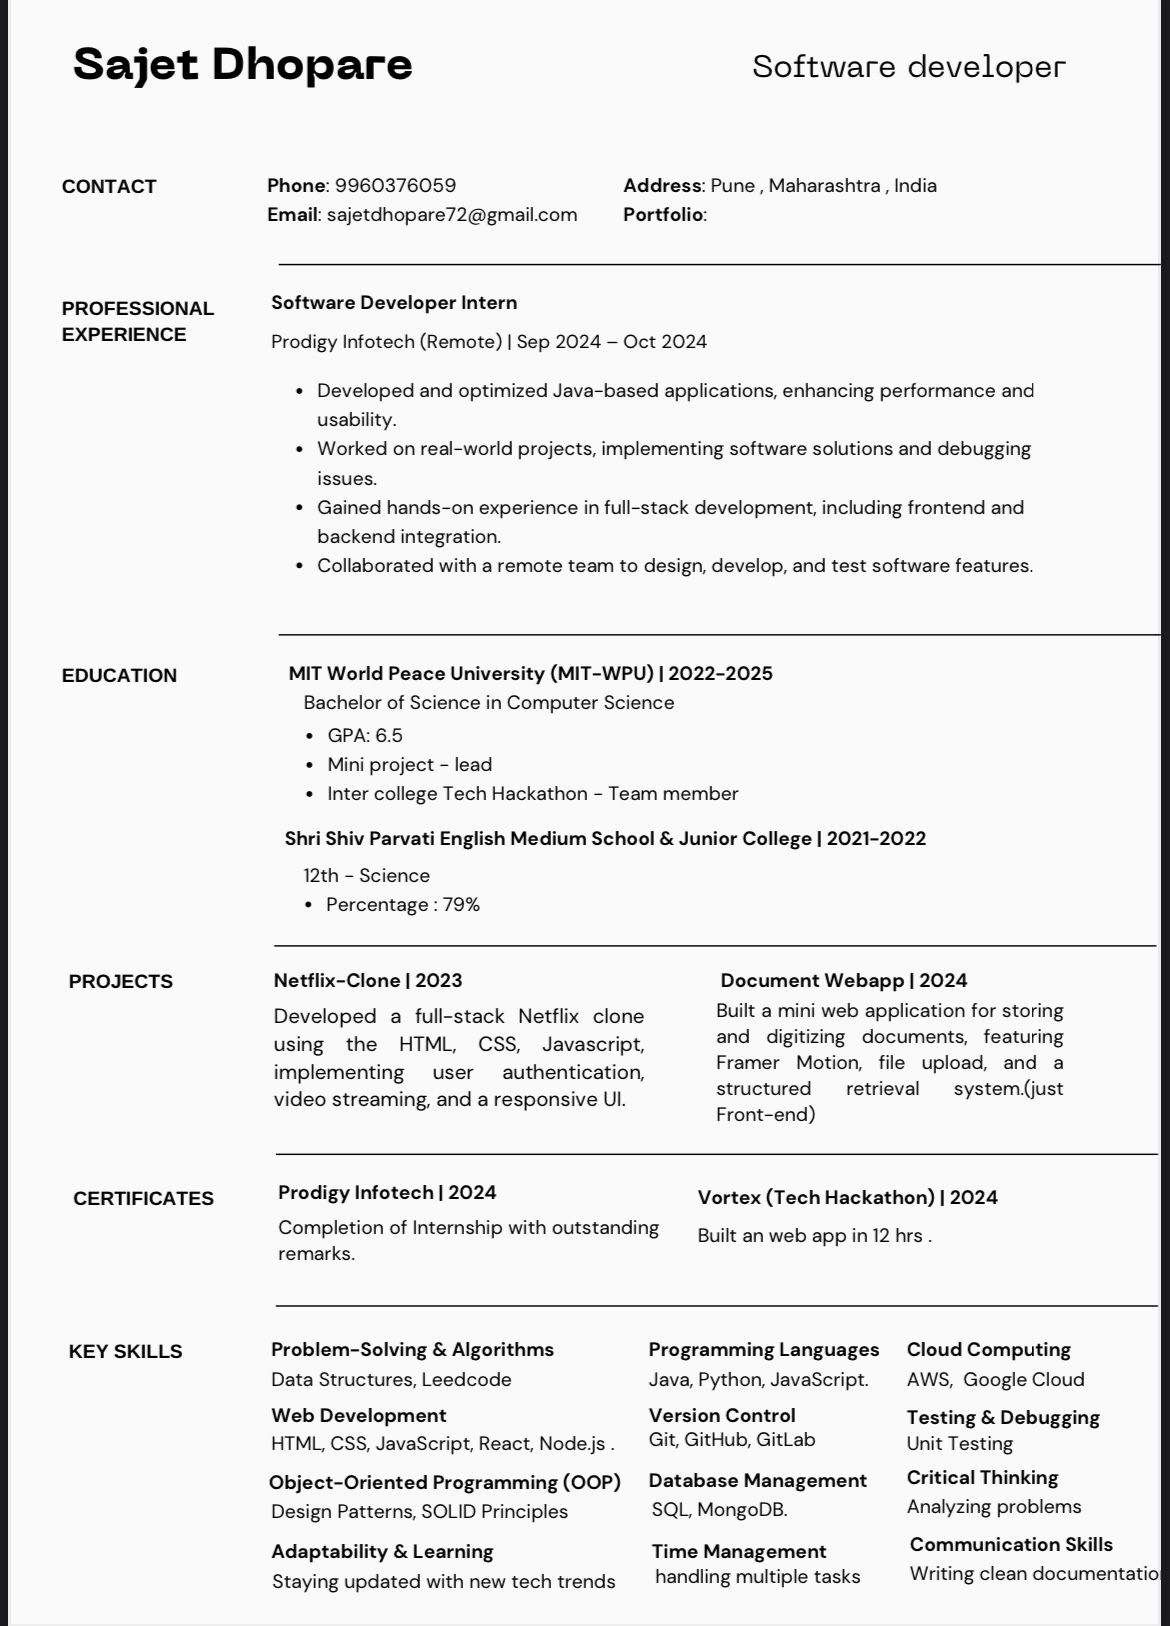 Sajet Dhopare
Software developer
CONTACT
Phone: 9960376059
Address: Pune , Maharashtra , India
Email: sajetdhopare72@gmail.com
Portfolio:
PROFESSIONAL
EXPERIENCE
Software Developer Intern
Prodigy Infotech (Remote) | Sep 2024 – Oct 2024
• Developed and optimized Java-based applications, enhancing performance and
usability.
• Worked on real-world projects, implementing software solutions and debugging
issues.
• Gained hands-on experience in full-stack development, including frontend and
backend integration.
• Collaborated with a remote team to design, develop, and test software features.
EDUCATION
MIT World Peace University (MIT-WPU) | 2022-2025
Bachelor of Science in Computer Science
• GPA: 6.5
• Mini project - lead
• Inter college Tech Hackathon - Team member
Shri Shiv Parvati English Medium School & Junior College | 2021-2022
12th - Science
• Percentage : 79%
PROJECTS
Netflix-Clone | 2023
Developed a full-stack Netflix clone
using the HTML, CSS, Javascript,
implementing user authentication,
video streaming, and a responsive UI.
Document Webapp | 2024
Built a mini web application for storing
and digitizing documents, featuring
Framer Motion, file upload, and a
structured retrieval system.(just
Front-end)
CERTIFICATES
Prodigy Infotech | 2024
Completion of Internship with outstanding
remarks.
Vortex (Tech Hackathon) | 2024
Built an web app in 12 hrs .
KEY SKILLS
Problem-Solving & Algorithms
Data Structures, Leedcode
Web Development
HTML, CSS, JavaScript, React, Node.js .
Object-Oriented Programming (OOP)
Design Patterns, SOLID Principles
Adaptability & Learning
Staying updated with new tech trends
Programming Languages
Java, Python, JavaScript.
Version Control
Git, GitHub, GitLab
Database Management
SQL, MongoDB.
Time Management
handling multiple tasks
Cloud Computing
AWS, Google Cloud
Testing & Debugging
Unit Testing
Critical Thinking
Analyzing problems
Communication Skills
Writing clean documentatio